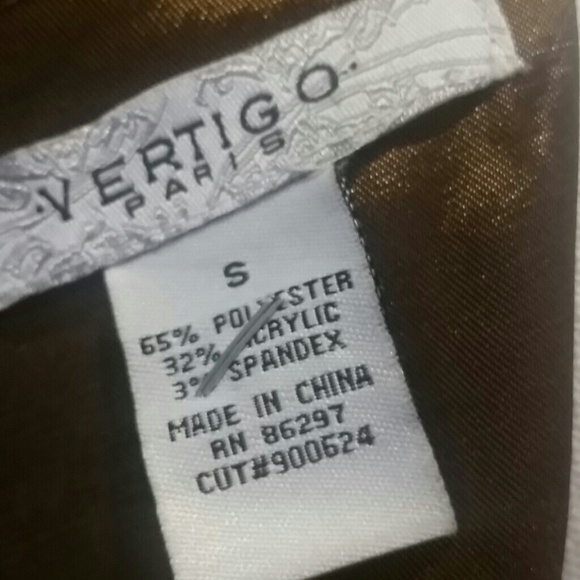 ·VERTIGO·
PARIS
S
65% POLYESTER
32% ACRYLIC
3% SPANDEX
MADE IN CHINA
RN 86297
CUT#900624